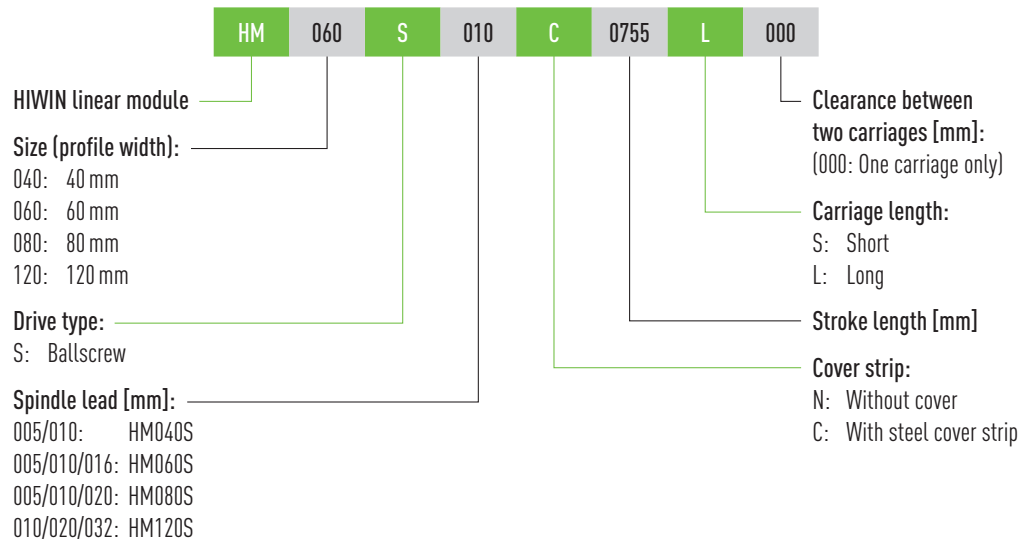 HM 060 S 010 C 0755 L 000
HIWIN linear module
Size (profile width):
040: 40 mm
060: 60 mm
080: 80 mm
120: 120 mm
Drive type:
S: Ballscrew
Spindle lead [mm]:
005/010: HM040S
005/010/016: HM060S
005/010/020: HM080S
010/020/032: HM120S
Clearance between
two carriages [mm]:
(000: One carriage only)
Carriage length:
S: Short
L: Long
Stroke length [mm]
Cover strip:
N: Without cover
C: With steel cover strip